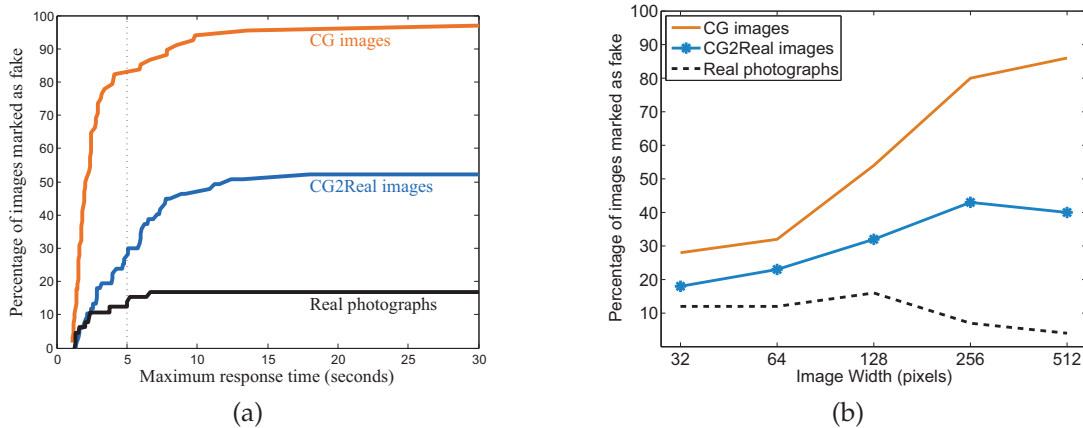 100
90
80
70
60
50
40
30
20
10
0
Percentage of images marked as fake
CG images
CG2Real images
Real photographs
0 5 10 15 20 25 30
Maximum response time (seconds)
(a)
100
90
80
70
60
50
40
30
20
10
Percentage of images marked as fake
CG images
CG2Real images
Real photographs
32 64 128 256 512
Image Width (pixels)
(b)